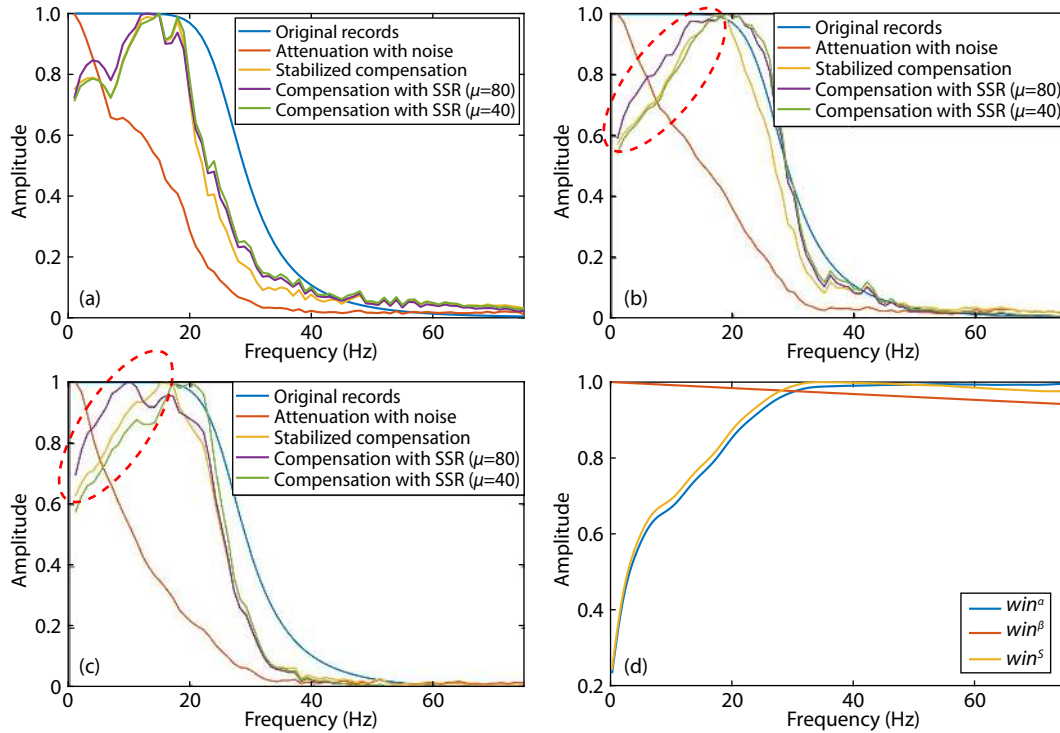 1.0
0.8
0.6
0.4
0.2
0
Amplitude
Original records
Attenuation with noise
Stabilized compensation
Compensation with SSR (μ=80)
Compensation with SSR (μ=40)
(a)
0
20
40
60
Frequency (Hz)
1.0
0.8
0.6
0.4
0.2
0
Amplitude
Original records
Attenuation with noise
Stabilized compensation
Compensation with SSR (μ=80)
Compensation with SSR (μ=40)
(b)
0
20
40
60
Frequency (Hz)
1.0
0.8
0.6
0.4
0.2
0
Amplitude
Original records
Attenuation with noise
Stabilized compensation
Compensation with SSR (μ=80)
Compensation with SSR (μ=40)
(c)
0
20
40
60
Frequency (Hz)
1.0
0.8
0.6
0.4
0.2
0
Amplitude
win^α
win^β
win^S
(d)
0
20
40
60
Frequency (Hz)